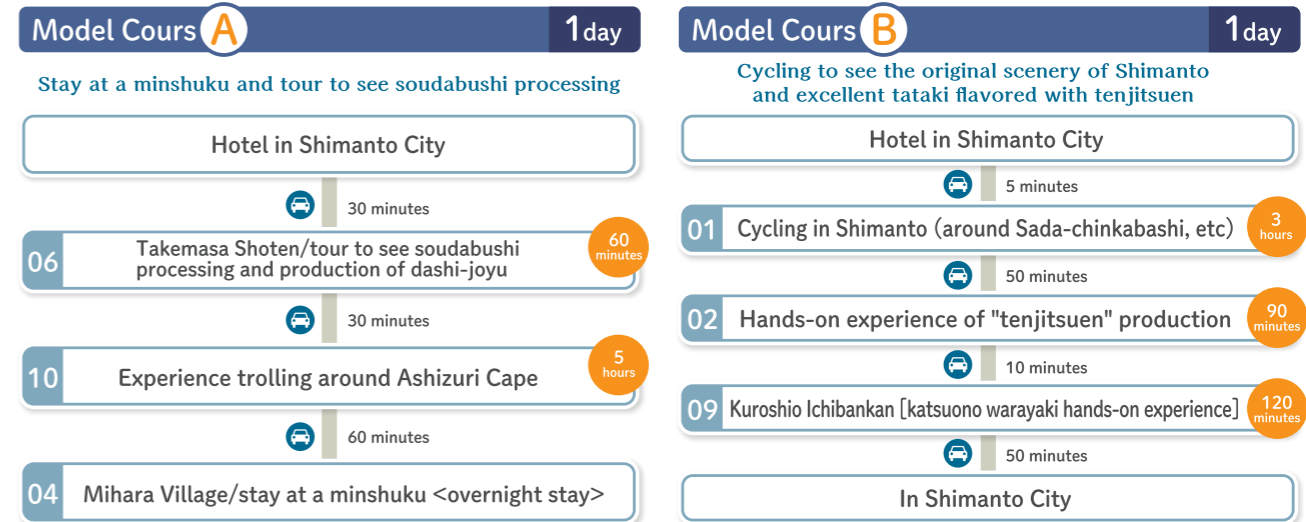 Model Cours A
1day
Stay at a minshuku and tour to see soudabushi processing
Hotel in Shimanto City
30 minutes
06
Takemasa Shoten/tour to see soudabushi
processing and production of dashi-joyu
60
minutes
30 minutes
10
Experience trolling around Ashizuri Cape
5
hours
60 minutes
04
Mihara Village/stay at a minshuku <overnight stay>
Model Cours B
1day
Cycling to see the original scenery of Shimanto
and excellent tataki flavored with tenjitsuen
Hotel in Shimanto City
5 minutes
01
Cycling in Shimanto (around Sada-chinkabashi, etc)
3
hours
50 minutes
02
Hands-on experience of "tenjitsuen" production
90
minutes
10 minutes
09
Kuroshio Ichibankan [katsuono warayaki hands-on experience]
120
minutes
50 minutes
In Shimanto City